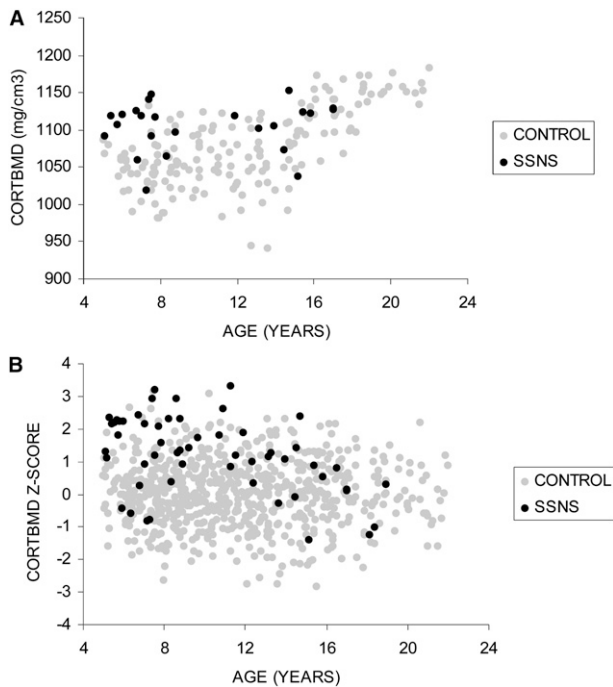 A
1250
1200
1150
1100
1050
1000
950
900
CORTBMD (mg/cm3)
4 8 12 16 20 24
AGE (YEARS)
CONTROL
SSNS
B
4
3
2
1
0
-1
-2
-3
-4
CORTBMD Z-SCORE
4 8 12 16 20 24
AGE (YEARS)
CONTROL
SSNS